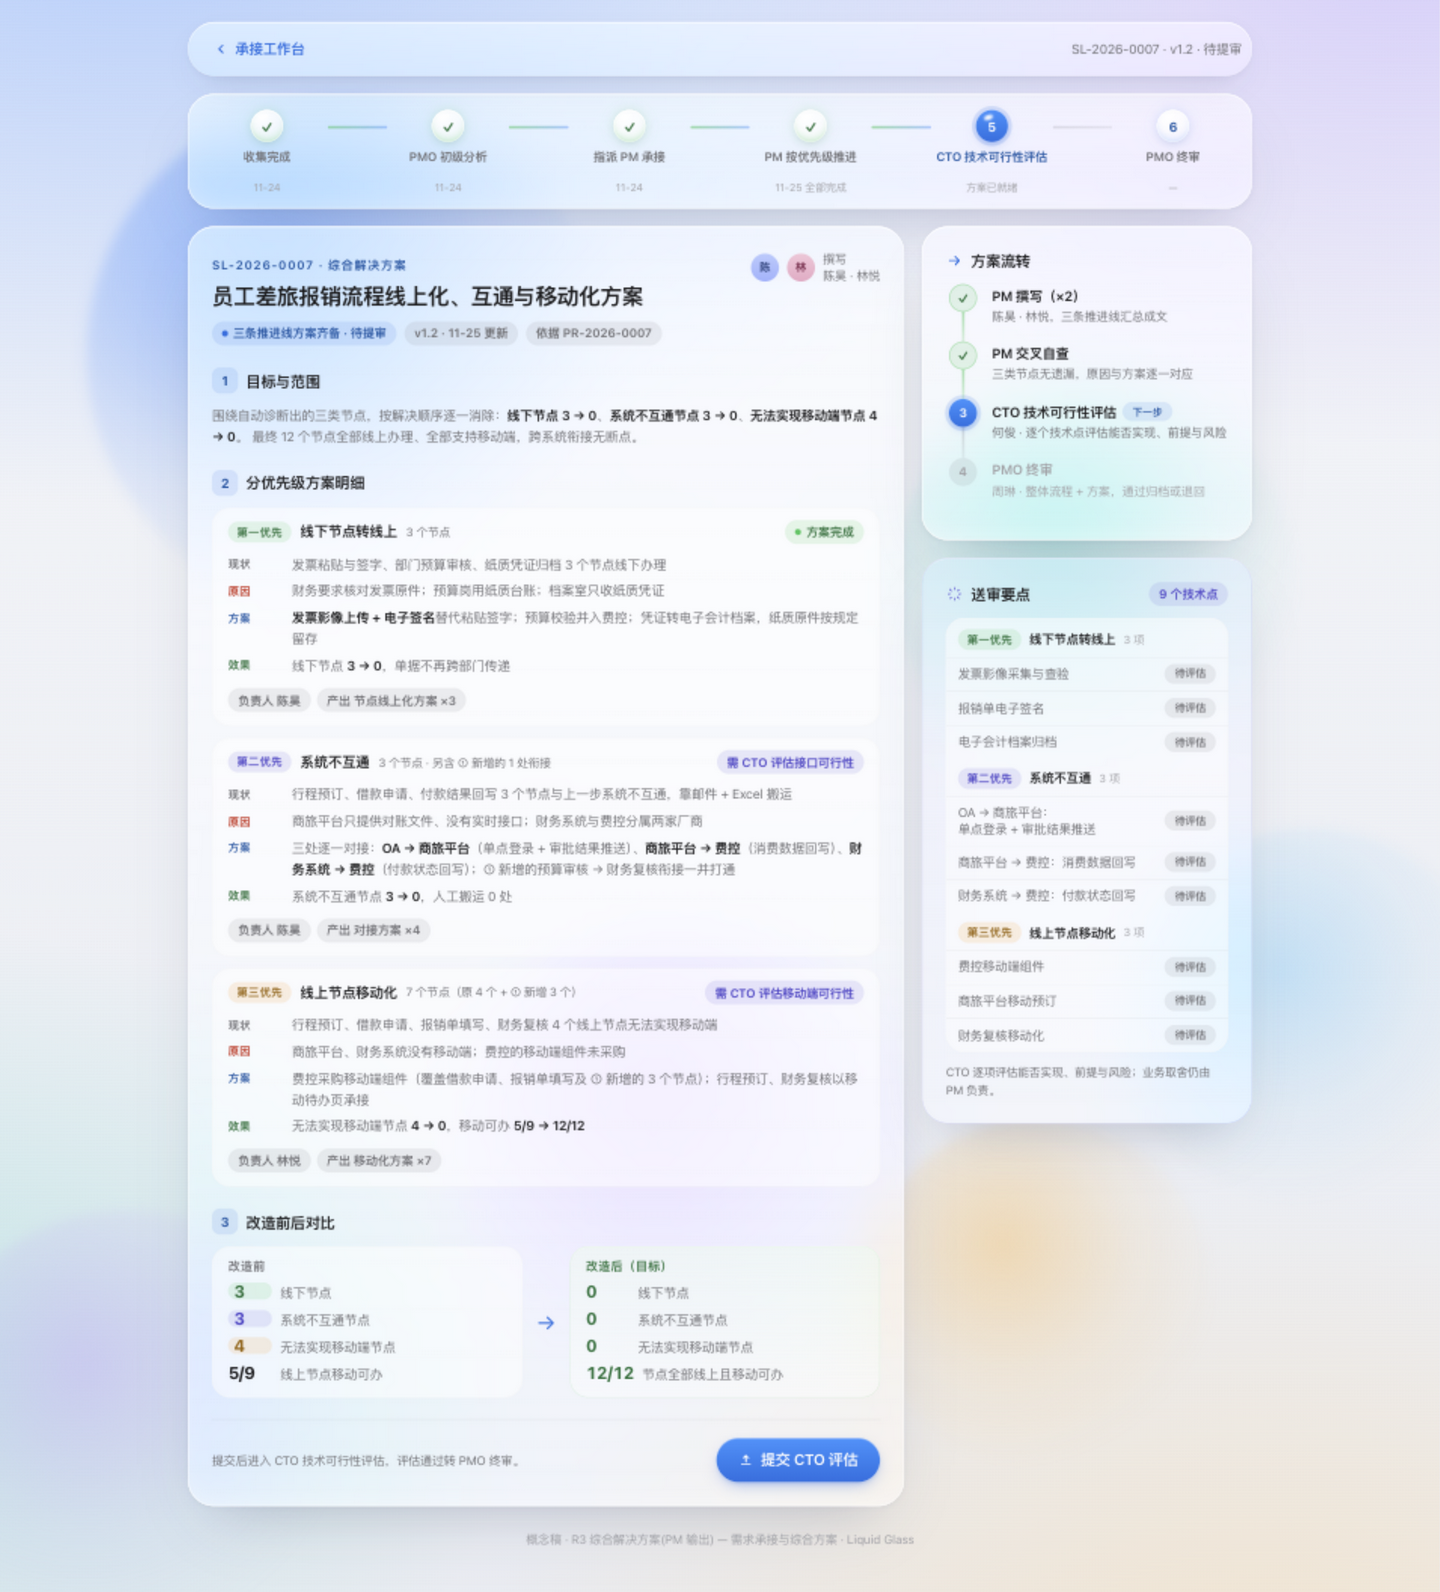 承接工作台
SL-2026-0007 · v1.2 · 待提审
收集完成
11-24
PMO 初级分析
11-24
指派 PM 承接
11-24
PM 按优先级推进
11-25 全部完成
5
CTO 技术可行性评估
方案已就绪
6
PMO 终审
—
SL-2026-0007 · 综合解决方案
员工差旅报销流程线上化、互通与移动化方案
陈
林
撰写
陈昊 · 林悦
三条推进线方案齐备 · 待提审
v1.2 · 11-25 更新
依据 PR-2026-0007
1 目标与范围
围绕自动诊断出的三类节点，按解决顺序逐一消除：线下节点 3 → 0、系统不互通节点 3 → 0、无法实现移动端节点 4
→ 0。 最终 12 个节点全部线上办理、全部支持移动端，跨系统衔接无断点。
2 分优先级方案明细
第一优先 线下节点转线上 3 个节点
方案完成
现状 发票粘贴与签字、部门预算审核、纸质凭证归档 3 个节点线下办理
原因 财务要求核对发票原件；预算岗用纸质台账；档案室只收纸质凭证
方案 发票影像上传 + 电子签名替代粘贴签字；预算校验并入费控；凭证转电子会计档案，纸质原件按规定
留存
效果 线下节点 3 → 0，单据不再跨部门传递
负责人 陈昊
产出 节点线上化方案 ×3
第二优先 系统不互通 3 个节点 · 另含 ① 新增的 1 处衔接
需 CTO 评估接口可行性
现状 行程预订、借款申请、付款结果回写 3 个节点与上一步系统不互通，靠邮件 + Excel 搬运
原因 商旅平台只提供对账文件、没有实时接口；财务系统与费控分属两家厂商
方案 三处逐一对接：OA → 商旅平台（单点登录 + 审批结果推送）、商旅平台 → 费控（消费数据回写）、财
务系统 → 费控（付款状态回写）；① 新增的预算审核 → 财务复核衔接一并打通
效果 系统不互通节点 3 → 0，人工搬运 0 处
负责人 陈昊
产出 对接方案 ×4
第三优先 线上节点移动化 7 个节点（原 4 个 + ① 新增 3 个）
需 CTO 评估移动端可行性
现状 行程预订、借款申请、报销单填写、财务复核 4 个线上节点无法实现移动端
原因 商旅平台、财务系统没有移动端；费控的移动端组件未采购
方案 费控采购移动端组件（覆盖借款申请、报销单填写及 ① 新增的 3 个节点）；行程预订、财务复核以移
动待办页承接
效果 无法实现移动端节点 4 → 0，移动可办 5/9 → 12/12
负责人 林悦
产出 移动化方案 ×7
3 改造前后对比
改造前
3 线下节点
3 系统不互通节点
4 无法实现移动端节点
5/9 线上节点移动可办
→
改造后（目标）
0 线下节点
0 系统不互通节点
0 无法实现移动端节点
12/12 节点全部线上且移动可办
提交后进入 CTO 技术可行性评估，评估通过转 PMO 终审。
提交 CTO 评估
方案流转
PM 撰写（×2）
陈昊 · 林悦，三条推进线汇总成文
PM 交叉自查
三类节点无遗漏，原因与方案逐一对应
3 CTO 技术可行性评估 下一步
何俊 · 逐个技术点评估能否实现、前提与风险
4 PMO 终审
周琳 · 整体流程 + 方案，通过归档或退回
送审要点
9 个技术点
第一优先 线下节点转线上 3 项
发票影像采集与查验 待评估
报销单电子签名 待评估
电子会计档案归档 待评估
第二优先 系统不互通 3 项
OA → 商旅平台：
单点登录 + 审批结果推送 待评估
商旅平台 → 费控：消费数据回写 待评估
财务系统 → 费控：付款状态回写 待评估
第三优先 线上节点移动化 3 项
费控移动端组件 待评估
商旅平台移动预订 待评估
财务复核移动化 待评估
CTO 逐项评估能否实现、前提与风险；业务取舍仍由
PM 负责。
概念稿 · R3 综合解决方案(PM 输出) — 需求承接与综合方案 · Liquid Glass